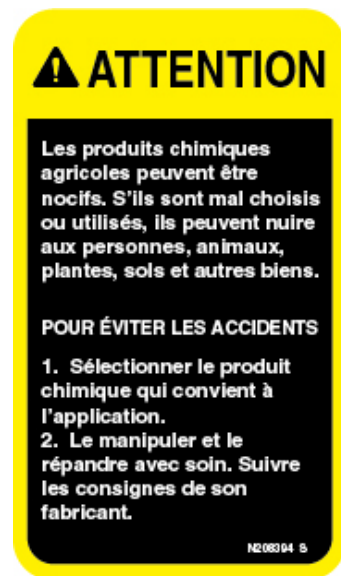 ATTENTION
Les produits chimiques
agricoles peuvent être
nocifs. S'ils sont mal choisis
ou utilisés, ils peuvent nuire
aux personnes, animaux,
plantes, sols et autres biens.
POUR ÉVITER LES ACCIDENTS
1. Sélectionner le produit
chimique qui convient à
l'application.
2. Le manipuler et le
répandre avec soin. Suivre
les consignes de son
fabricant.
N208394 S